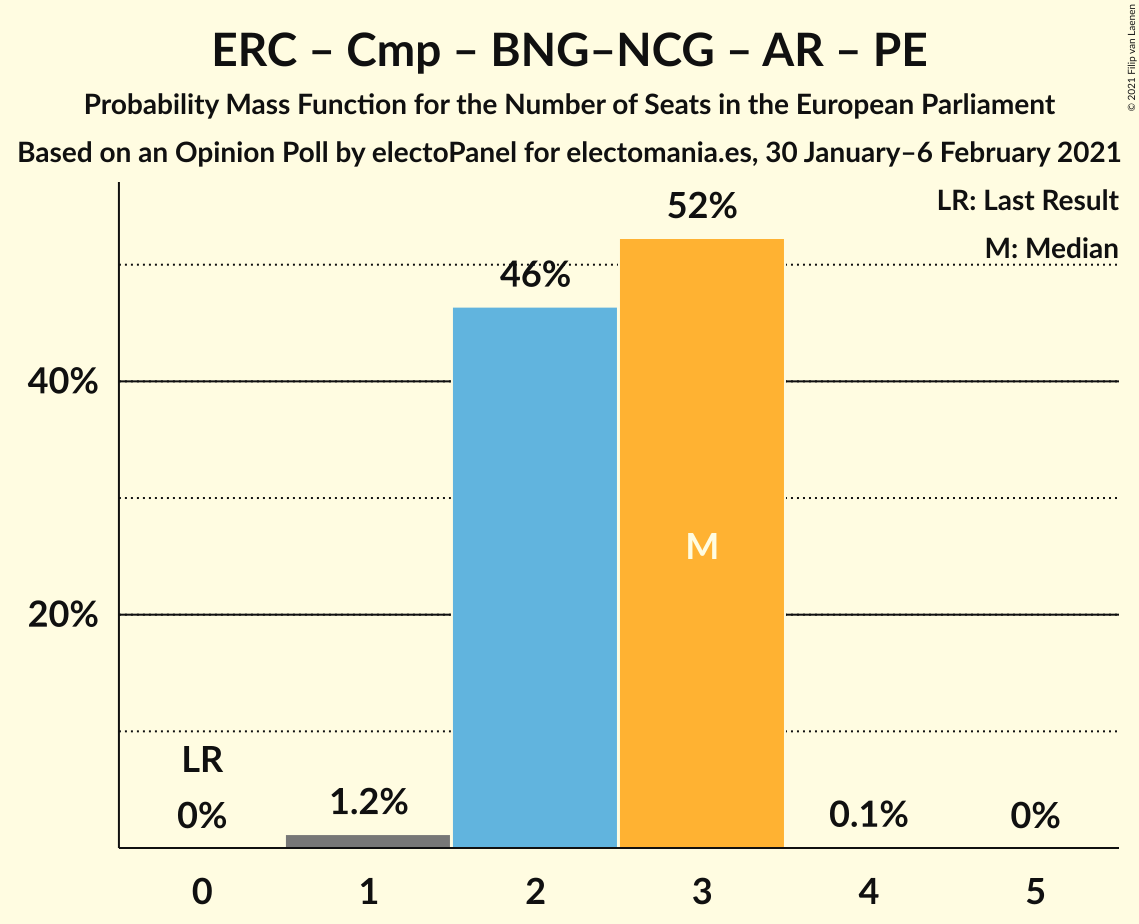 ERC – Cmp – BNG–NCG – AR – PE
Probability Mass Function for the Number of Seats in the European Parliament
Based on an Opinion Poll by electoPanel for electomania.es, 30 January–6 February 2021
© 2021 Filip van Laenen
LR: Last Result
M: Median
52%
46%
40%
M
20%
LR
0%
1.2%
0.1%
0%
0 1 2 3 4 5